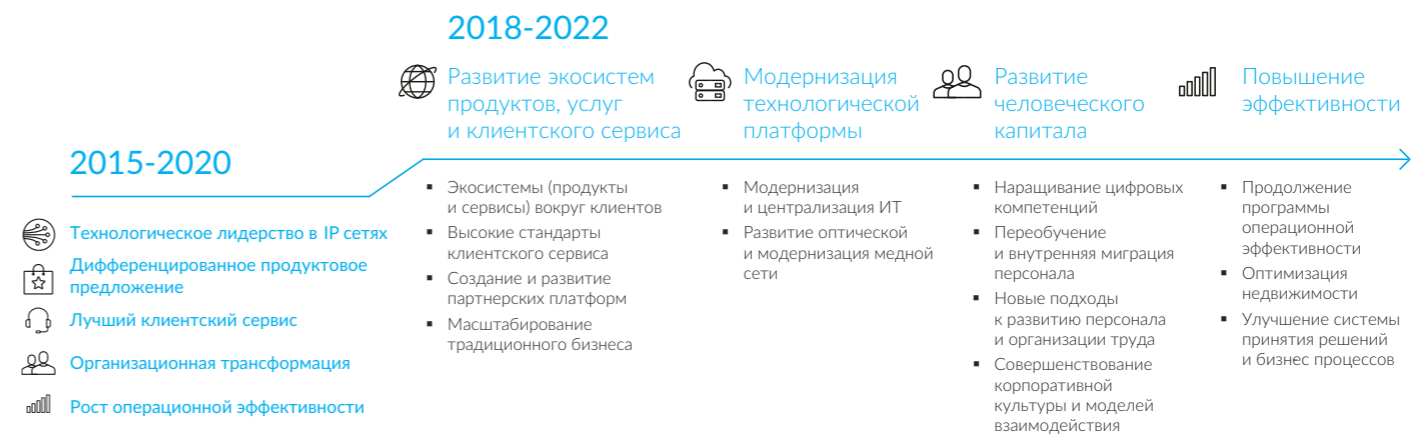 2018-2022
Развитие экосистем
продуктов, услуг
и клиентского сервиса
Модернизация
технологической
платформы
Развитие
человеческого
капитала
Повышение
эффективности
2015-2020
Технологическое лидерство в IP сетях
Дифференцированное продуктовое
предложение
Лучший клиентский сервис
Организационная трансформация
Рост операционной эффективности
▪ Экосистемы (продукты
и сервисы) вокруг клиентов
▪ Высокие стандарты
клиентского сервиса
▪ Создание и развитие
партнерских платформ
▪ Масштабирование
традиционного бизнеса
▪ Модернизация
и централизация ИТ
▪ Развитие оптической
и модернизация медной
сети
▪ Наращивание цифровых
компетенций
▪ Переобучение
и внутренняя миграция
персонала
▪ Новые подходы
к развитию персонала
и организации труда
▪ Совершенствование
корпоративной
культуры и моделей
взаимодействия
▪ Продолжение
программы
операционной
эффективности
▪ Оптимизация
недвижимости
▪ Улучшение системы
принятия решений
и бизнес процессов